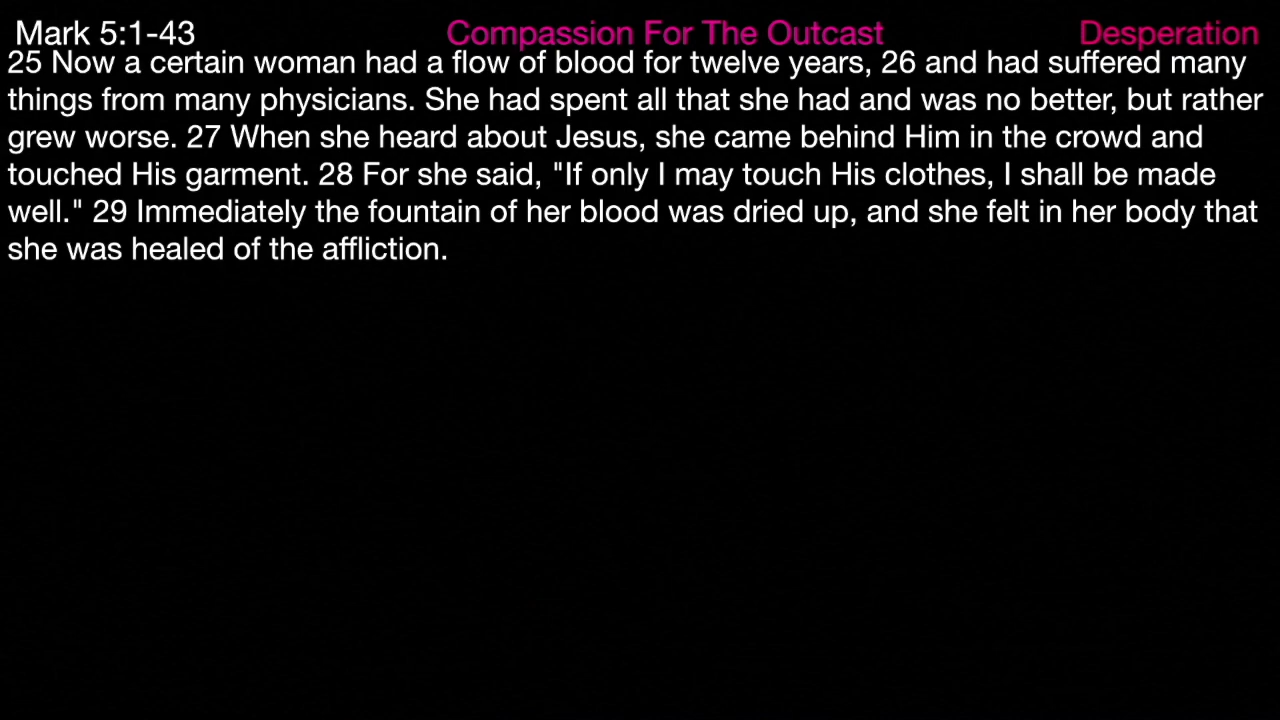 Mark 5:1-43 Compassion For The Outcast Desperation
25 Now a certain woman had a flow of blood for twelve years, 26 and had suffered many
things from many physicians. She had spent all that she had and was no better, but rather
grew worse. 27 When she heard about Jesus, she came behind Him in the crowd and
touched His garment. 28 For she said, "If only I may touch His clothes, I shall be made
well." 29 Immediately the fountain of her blood was dried up, and she felt in her body that
she was healed of the affliction.